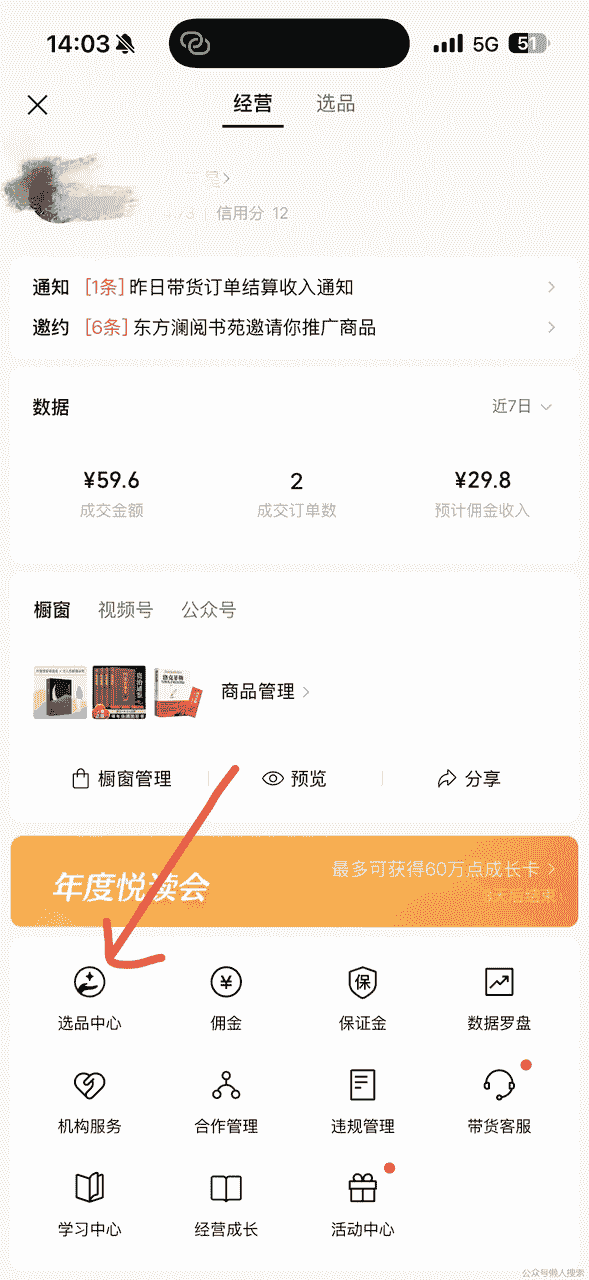 14:03 5G 51
经营 选品
信用分 12
通知 [1条] 昨日带货订单结算收入通知
邀约 [6条] 东方澜阅书苑邀请你推广商品
数据 近7日
¥59.6 2 ¥29.8
成交金额 成交订单数 预计佣金收入
橱窗 视频号 公众号
商品管理
橱窗管理 预览 分享
年度悦读会 最多可获得60万点成长卡
天后结束
选品中心 佣金 保证金 数据罗盘
机构服务 合作管理 违规管理 带货客服
学习中心 经营成长 活动中心
公众号懒人搜索